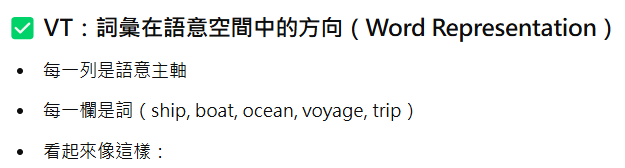 ✅ VT：詞彙在語意空間中的方向（Word Representation）
• 每一列是語意主軸
• 每一欄是詞（ship, boat, ocean, voyage, trip）
• 看起來像這樣：